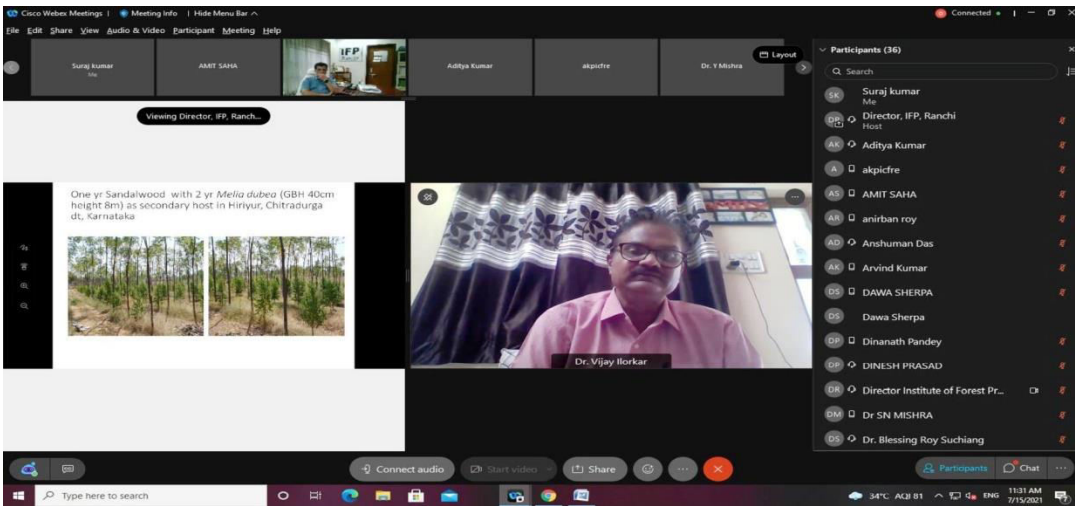 Cisco Webex Meetings | Meeting Info | Hide Menu Bar
Connected
File Edit Share View Audio & Video Participant Meeting Help
Suraj kumar
Me
AMIT SAHA
IFP
Aditya Kumar
akpicfre
Dr. Y Mishra
Layout
Viewing Director, IFP, Ranch...
One yr Sandalwood with 2 yr Melia dubea (GBH 40cm
height 8m) as secondary host in Hiriyur, Chitradurga
dt, Karnataka
Dr. Vijay Ilorkar
Participants (36)
Search
SK Suraj kumar
Me
DP Director, IFP, Ranchi
Host
AK Aditya Kumar
A akpicfre
AS AMIT SAHA
AR anirban roy
AD Anshuman Das
AK Arvind Kumar
DS DAWA SHERPA
DS Dawa Sherpa
DP Dinanath Pandey
DP DINESH PRASAD
DR Director Institute of Forest Pr...
DM Dr SN MISHRA
DS Dr. Blessing Roy Suchiang
Connect audio
Start video
Share
Participants
Chat
Type here to search
34°C AQI 81
ENG
11:31 AM
7/15/2021